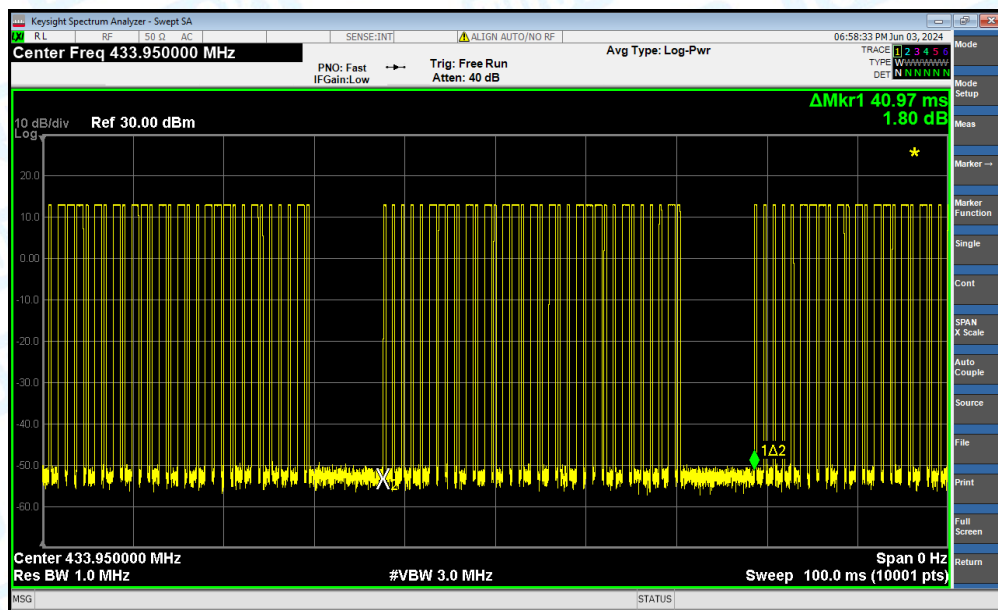 Keysight Spectrum Analyzer - Swept SA
LXI RL RF 50 Ω AC SENSE:INT ALIGN AUTO/NO RF 06:58:33 PM Jun 03, 2024
Center Freq 433.950000 MHz
PNO: Fast
IFGain:Low
Trig: Free Run
Atten: 40 dB
Avg Type: Log-Pwr
TRACE 1 2 3 4 5 6
TYPE WWWWWW
DET N N N N N N
ΔMkr1 40.97 ms
1.80 dB
10 dB/div Ref 30.00 dBm
Log
20.0
10.0
0.00
-10.0
-20.0
-30.0
-40.0
-50.0
-60.0
*
1Δ2
X2
Center 433.950000 MHz Span 0 Hz
Res BW 1.0 MHz #VBW 3.0 MHz Sweep 100.0 ms (10001 pts)
MSG STATUS
Mode
Mode
Setup
Meas
Marker →
Marker
Function
Single
Cont
SPAN
X Scale
Auto
Couple
Source
File
Print
Full
Screen
Return